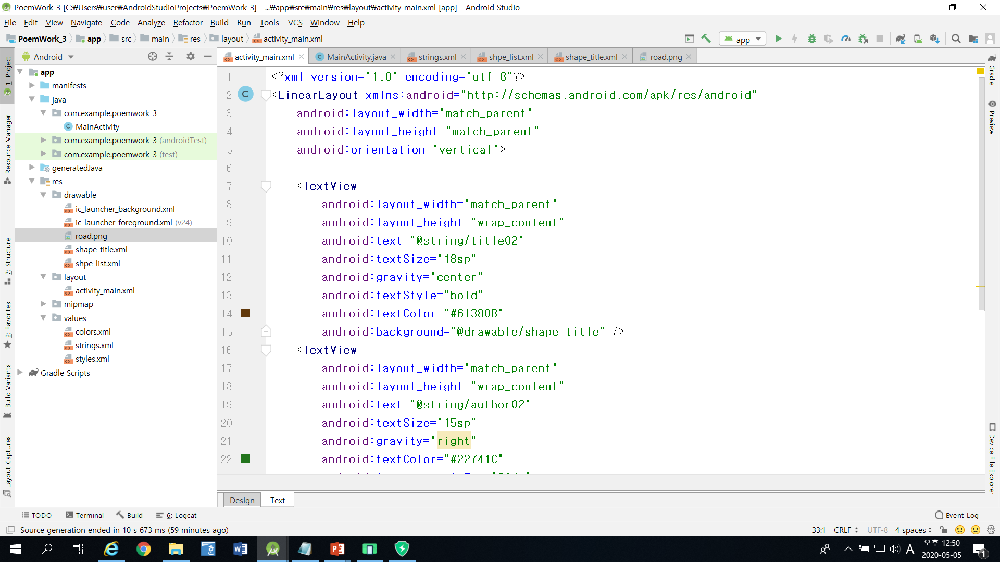 PoemWork_3 [C:₩Users₩user₩AndroidStudioProjects₩PoemWork_3] - ...₩app₩src₩main₩res₩layout₩activity_main.xml [app] - Android Studio
File Edit View Navigate Code Analyze Refactor Build Run Tools VCS Window Help
PoemWork_3 app src main res layout activity_main.xml app
Android
activity_main.xml MainActivity.java strings.xml shpe_list.xml shape_title.xml road.png
1: Project
Resource Manager
7: Structure
2: Favorites
Build Variants
Layout Captures
app
manifests
java
com.example.poemwork_3
C MainActivity
com.example.poemwork_3 (androidTest)
com.example.poemwork_3 (test)
generatedJava
res
drawable
ic_launcher_background.xml
ic_launcher_foreground.xml (v24)
road.png
shape_title.xml
shpe_list.xml
layout
activity_main.xml
mipmap
values
colors.xml
strings.xml
styles.xml
Gradle Scripts
1 <?xml version="1.0" encoding="utf-8"?>
2 C <LinearLayout xmlns:android="http://schemas.android.com/apk/res/android"
3 android:layout_width="match_parent"
4 android:layout_height="match_parent"
5 android:orientation="vertical">
6
7 <TextView
8 android:layout_width="match_parent"
9 android:layout_height="wrap_content"
10 android:text="@string/title02"
11 android:textSize="18sp"
12 android:gravity="center"
13 android:textStyle="bold"
14 android:textColor="#61380B"
15 android:background="@drawable/shape_title" />
16 <TextView
17 android:layout_width="match_parent"
18 android:layout_height="wrap_content"
19 android:text="@string/author02"
20 android:textSize="15sp"
21 android:gravity="right"
22 android:textColor="#22741C"
Gradle
Preview
Device File Explorer
Design Text
TODO Terminal Build 6: Logcat Event Log
Source generation ended in 10 s 673 ms (59 minutes ago) 33:1 CRLF UTF-8 4 spaces
A 오후 12:50
2020-05-05
1